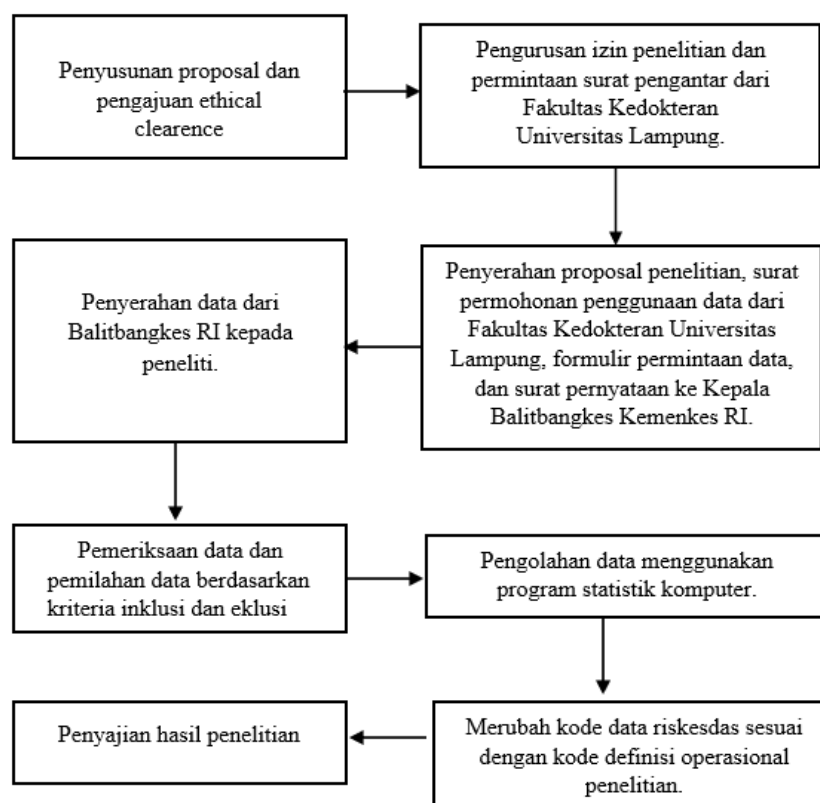 Penyusunan proposal dan
pengajuan ethical
clearence
Pengurusan izin penelitian dan
permintaan surat pengantar dari
Fakultas Kedokteran
Universitas Lampung.
Penyerahan proposal penelitian, surat
permohonan penggunaan data dari
Fakultas Kedokteran Universitas
Lampung, formulir permintaan data,
dan surat pernyataan ke Kepala
Balitbangkes Kemenkes RI.
Penyerahan data dari
Balitbangkes RI kepada
peneliti.
Pemeriksaan data dan
pemilahan data berdasarkan
kriteria inklusi dan eklusi
Pengolahan data menggunakan
program statistik komputer.
Merubah kode data riskesdas sesuai
dengan kode definisi operasional
penelitian.
Penyajian hasil penelitian